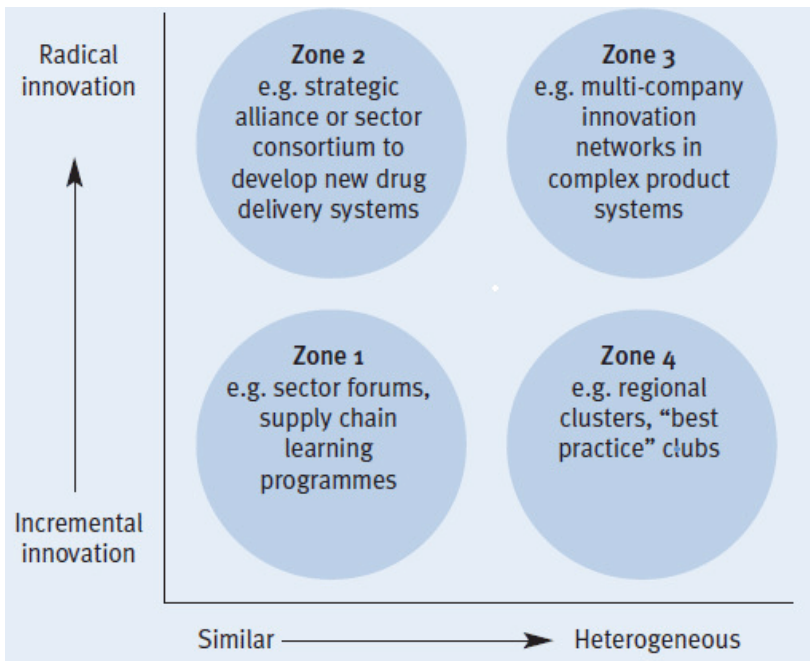 Radical
innovation
Zone 2
e.g. strategic
alliance or sector
consortium to
develop new drug
delivery systems
Zone 3
e.g. multi-company
innovation
networks in
complex product
systems
Zone 1
e.g. sector forums,
supply chain
learning
programmes
Zone 4
e.g. regional
clusters, “best
practice” clubs
Incremental
innovation
Similar
Heterogeneous